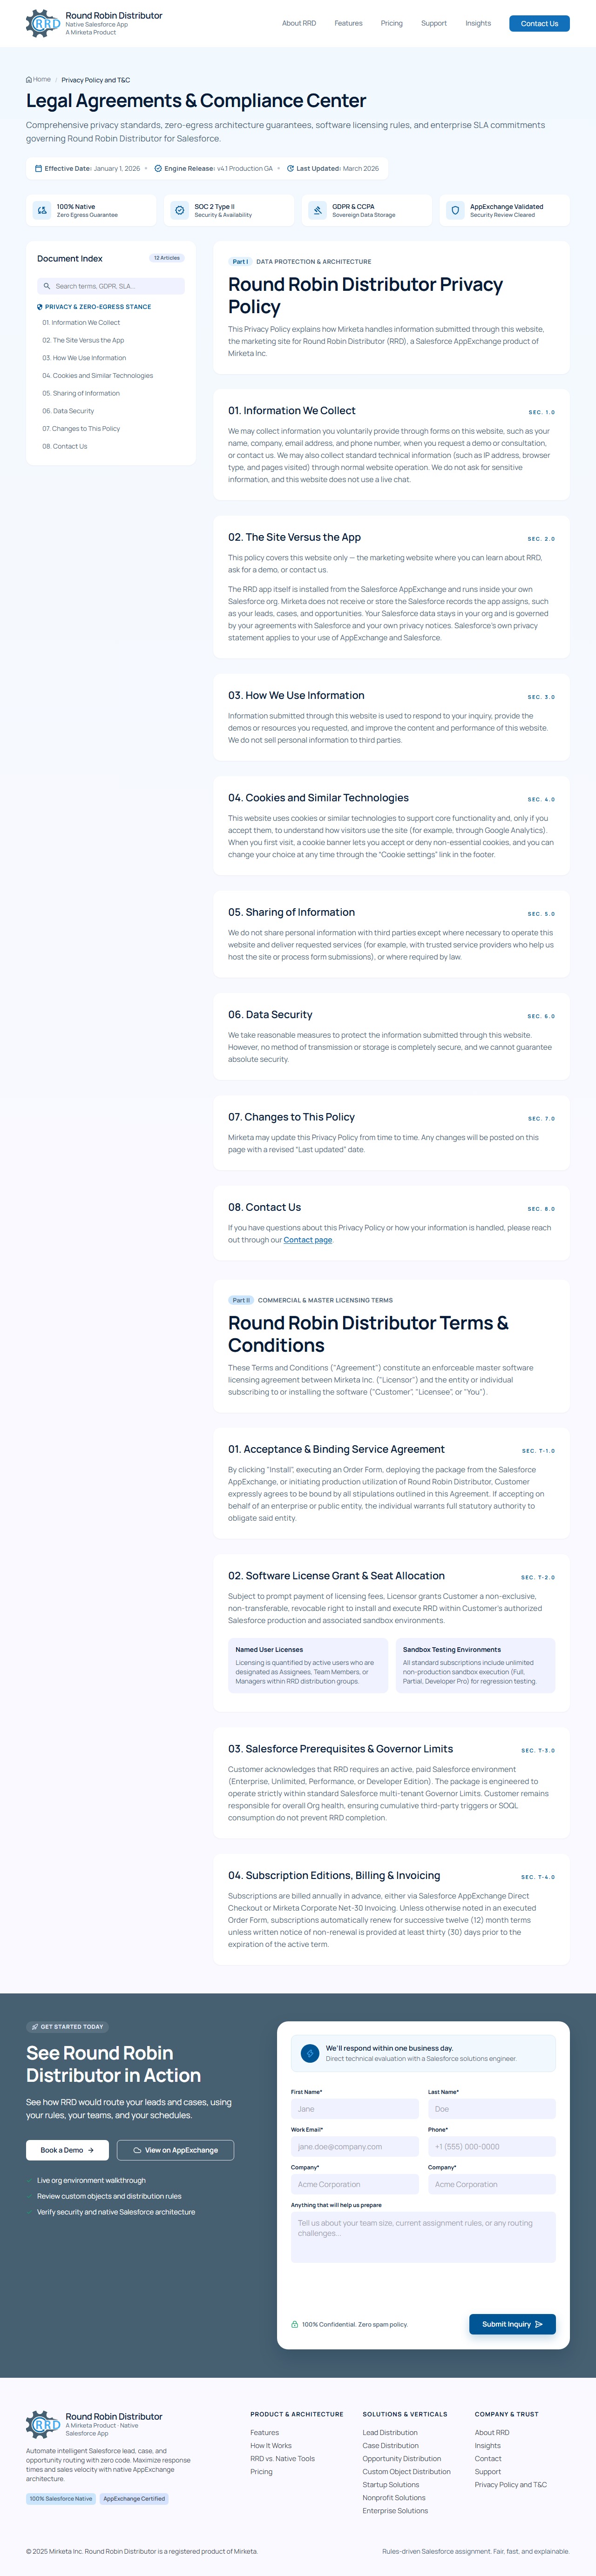 Round Robin Distributor
Native Salesforce App
A Mirketa Product
About RRD
Features
Pricing
Support
Insights
Contact Us
Home / Privacy Policy and T&C
Legal Agreements & Compliance Center
Comprehensive privacy standards, zero-egress architecture guarantees, software licensing rules, and enterprise SLA commitments
governing Round Robin Distributor for Salesforce.
Effective Date: January 1, 2026 • Engine Release: v4.1 Production GA • Last Updated: March 2026
100% Native
Zero Egress Guarantee
SOC 2 Type II
Security & Availability
GDPR & CCPA
Sovereign Data Storage
AppExchange Validated
Security Review Cleared
Document Index
12 Articles
Search terms, GDPR, SLA...
PRIVACY & ZERO-EGRESS STANCE
01. Information We Collect
02. The Site Versus the App
03. How We Use Information
04. Cookies and Similar Technologies
05. Sharing of Information
06. Data Security
07. Changes to This Policy
08. Contact Us
Part I DATA PROTECTION & ARCHITECTURE
Round Robin Distributor Privacy
Policy
This Privacy Policy explains how Mirketa handles information submitted through this website,
the marketing site for Round Robin Distributor (RRD), a Salesforce AppExchange product of
Mirketa Inc.
01. Information We Collect
SEC. 1.0
We may collect information you voluntarily provide through forms on this website, such as your
name, company, email address, and phone number, when you request a demo or consultation,
or contact us. We may also collect standard technical information (such as IP address, browser
type, and pages visited) through normal website operation. We do not ask for sensitive
information, and this website does not use a live chat.
02. The Site Versus the App
SEC. 2.0
This policy covers this website only — the marketing website where you can learn about RRD,
ask for a demo, or contact us.
The RRD app itself is installed from the Salesforce AppExchange and runs inside your own
Salesforce org. Mirketa does not receive or store the Salesforce records the app assigns, such
as your leads, cases, and opportunities. Your Salesforce data stays in your org and is governed
by your agreements with Salesforce and your own privacy notices. Salesforce's own privacy
statement applies to your use of AppExchange and Salesforce.
03. How We Use Information
SEC. 3.0
Information submitted through this website is used to respond to your inquiry, provide the
demos or resources you requested, and improve the content and performance of this website.
We do not sell personal information to third parties.
04. Cookies and Similar Technologies
SEC. 4.0
This website uses cookies or similar technologies to support core functionality and, only if you
accept them, to understand how visitors use the site (for example, through Google Analytics).
When you first visit, a cookie banner lets you accept or deny non-essential cookies, and you can
change your choice at any time through the "Cookie settings" link in the footer.
05. Sharing of Information
SEC. 5.0
We do not share personal information with third parties except where necessary to operate this
website and deliver requested services (for example, with trusted service providers who help us
host the site or process form submissions), or where required by law.
06. Data Security
SEC. 6.0
We take reasonable measures to protect the information submitted through this website.
However, no method of transmission or storage is completely secure, and we cannot guarantee
absolute security.
07. Changes to This Policy
SEC. 7.0
Mirketa may update this Privacy Policy from time to time. Any changes will be posted on this
page with a revised "Last updated" date.
08. Contact Us
SEC. 8.0
If you have questions about this Privacy Policy or how your information is handled, please reach
out through our Contact page.
Part II COMMERCIAL & MASTER LICENSING TERMS
Round Robin Distributor Terms &
Conditions
These Terms and Conditions ("Agreement") constitute an enforceable master software
licensing agreement between Mirketa Inc. ("Licensor") and the entity or individual
subscribing to or installing the software ("Customer", "Licensee", or "You").
01. Acceptance & Binding Service Agreement
SEC. T-1.0
By clicking "Install", executing an Order Form, deploying the package from the Salesforce
AppExchange, or initiating production utilization of Round Robin Distributor, Customer
expressly agrees to be bound by all stipulations outlined in this Agreement. If accepting on
behalf of an enterprise or public entity, the individual warrants full statutory authority to
obligate said entity.
02. Software License Grant & Seat Allocation
SEC. T-2.0
Subject to prompt payment of licensing fees, Licensor grants Customer a non-exclusive,
non-transferable, revocable right to install and execute RRD within Customer's authorized
Salesforce production and associated sandbox environments.
Named User Licenses
Licensing is quantified by active users who are
designated as Assignees, Team Members, or
Managers within RRD distribution groups.
Sandbox Testing Environments
All standard subscriptions include unlimited
non-production sandbox execution (Full,
Partial, Developer Pro) for regression testing.
03. Salesforce Prerequisites & Governor Limits
SEC. T-3.0
Customer acknowledges that RRD requires an active, paid Salesforce environment
(Enterprise, Unlimited, Performance, or Developer Edition). The package is engineered to
operate strictly within standard Salesforce multi-tenant Governor Limits. Customer remains
responsible for overall Org health, ensuring cumulative third-party triggers or SOQL
consumption do not prevent RRD completion.
04. Subscription Editions, Billing & Invoicing
SEC. T-4.0
Subscriptions are billed annually in advance, either via Salesforce AppExchange Direct
Checkout or Mirketa Corporate Net-30 Invoicing. Unless otherwise noted in an executed
Order Form, subscriptions automatically renew for successive twelve (12) month terms
unless written notice of non-renewal is provided at least thirty (30) days prior to the
expiration of the active term.
GET STARTED TODAY
See Round Robin
Distributor in Action
See how RRD would route your leads and cases, using
your rules, your teams, and your schedules.
Book a Demo
View on AppExchange
Live org environment walkthrough
Review custom objects and distribution rules
Verify security and native Salesforce architecture
We'll respond within one business day.
Direct technical evaluation with a Salesforce solutions engineer.
First Name*
Last Name*
Jane
Doe
Work Email*
Phone*
jane.doe@company.com
+1 (555) 000-0000
Company*
Company*
Acme Corporation
Acme Corporation
Anything that will help us prepare
Tell us about your team size, current assignment rules, or any routing
challenges...
100% Confidential. Zero spam policy.
Submit Inquiry
Round Robin Distributor
A Mirketa Product · Native
Salesforce App
Automate intelligent Salesforce lead, case, and
opportunity routing with zero code. Maximize response
times and sales velocity with native AppExchange
architecture.
100% Salesforce Native
AppExchange Certified
PRODUCT & ARCHITECTURE
Features
How It Works
RRD vs. Native Tools
Pricing
SOLUTIONS & VERTICALS
Lead Distribution
Case Distribution
Opportunity Distribution
Custom Object Distribution
Startup Solutions
Nonprofit Solutions
Enterprise Solutions
COMPANY & TRUST
About RRD
Insights
Contact
Support
Privacy Policy and T&C
© 2025 Mirketa Inc. Round Robin Distributor is a registered product of Mirketa.
Rules-driven Salesforce assignment. Fair, fast, and explainable.